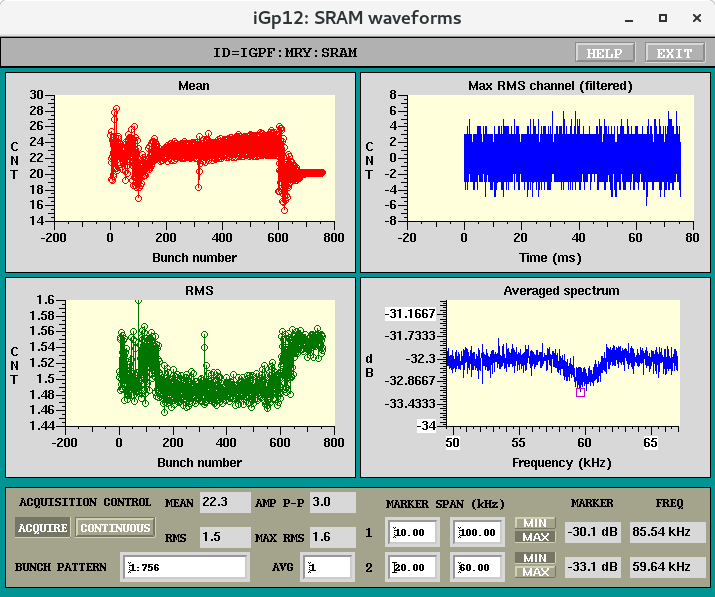 iGp12: SRAM waveforms
ID=IGPF:MRY:SRAM
HELP
EXIT
Mean
30
28
26
24
22
20
18
16
14
CNT
-200
0
200
400
600
800
Bunch number
Max RMS channel (filtered)
8
6
4
2
0
-2
-4
-6
-8
CNT
-20
0
20
40
60
80
Time (ms)
RMS
1.6
1.58
1.56
1.54
1.52
1.5
1.48
1.46
1.44
CNT
-200
0
200
400
600
800
Bunch number
Averaged spectrum
-31.1667
-31.7333
-32.3
-32.8667
-33.4333
-34
dB
50
55
60
65
Frequency (kHz)
ACQUISITION CONTROL
ACQUIRE
CONTINUOUS
MEAN
22.3
AMP P-P
3.0
RMS
1.5
MAX RMS
1.6
BUNCH PATTERN
1:756
AVG
1
MARKER SPAN (kHz)
MARKER
FREQ
1
10.00
100.00
MIN
MAX
-30.1 dB
85.54 kHz
2
20.00
60.00
MIN
MAX
-33.1 dB
59.64 kHz